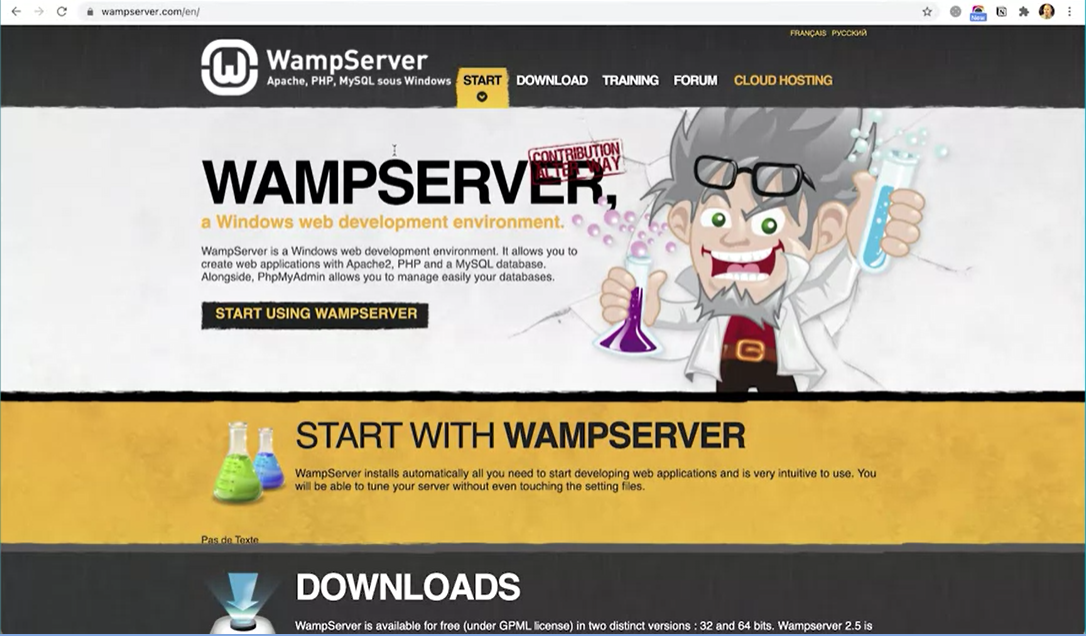 wampserver.com/en/
New
FRANÇAIS РУССКИЙ
WampServer
Apache, PHP, MySQL sous Windows
START DOWNLOAD TRAINING FORUM CLOUD HOSTING
CONTRIBUTION
ALTER WAY
WAMPSERVER,
a Windows web development environment.
WampServer is a Windows web development environment. It allows you to
create web applications with Apache2, PHP and a MySQL database.
Alongside, PhpMyAdmin allows you to manage easily your databases.
START USING WAMPSERVER
START WITH WAMPSERVER
WampServer installs automatically all you need to start developing web applications and is very intuitive to use. You
will be able to tune your server without even touching the setting files.
Pas de Texte
DOWNLOADS
WampServer is available for free (under GPML license) in two distinct versions : 32 and 64 bits. Wampserver 2.5 is